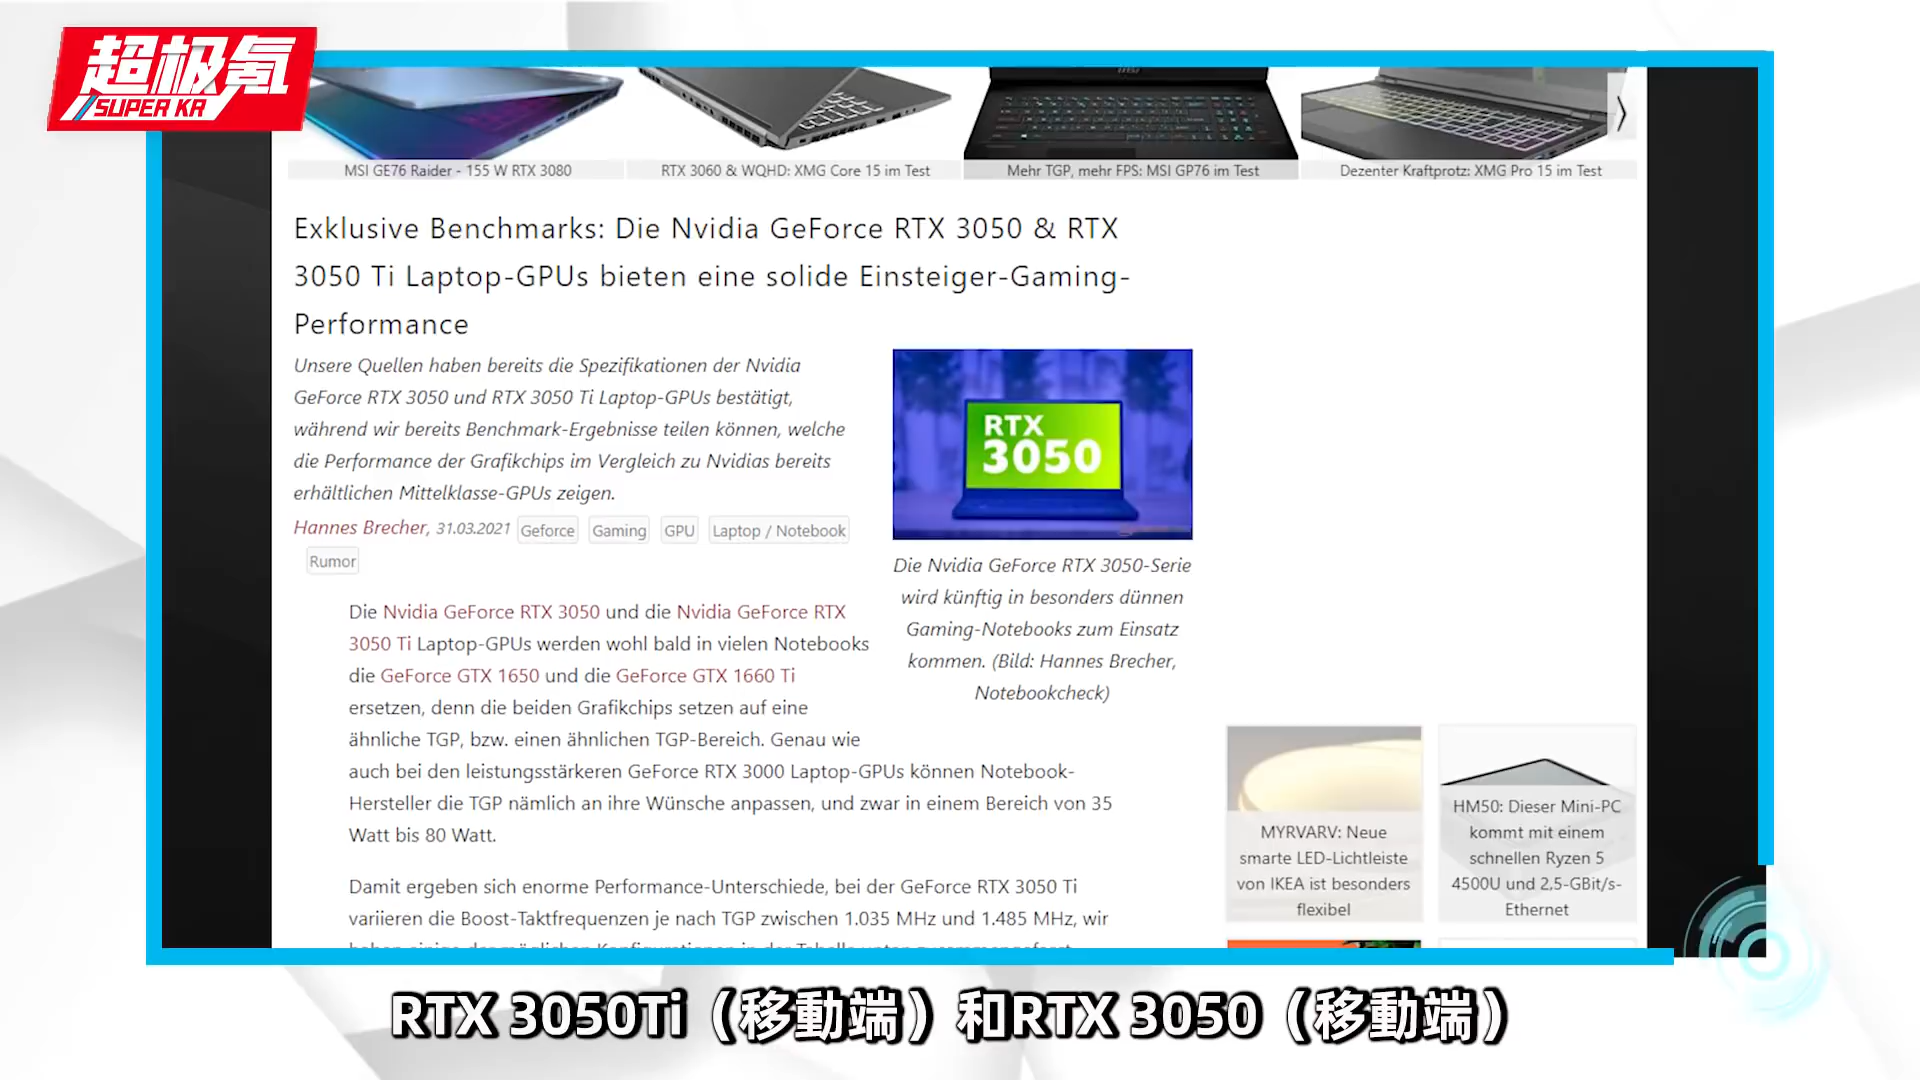 超极氪
SUPER KR
MSI GE76 Raider - 155 W RTX 3080
RTX 3060 & WQHD: XMG Core 15 im Test
Mehr TGP, mehr FPS: MSI GP76 im Test
Dezenter Kraftprotz: XMG Pro 15 im Test
Exklusive Benchmarks: Die Nvidia GeForce RTX 3050 & RTX
3050 Ti Laptop-GPUs bieten eine solide Einsteiger-Gaming-
Performance
Unsere Quellen haben bereits die Spezifikationen der Nvidia
GeForce RTX 3050 und RTX 3050 Ti Laptop-GPUs bestätigt,
während wir bereits Benchmark-Ergebnisse teilen können, welche
die Performance der Grafikchips im Vergleich zu Nvidias bereits
erhältlichen Mittelklasse-GPUs zeigen.
Hannes Brecher, 31.03.2021 Geforce Gaming GPU Laptop / Notebook
Rumor
RTX
3050
Die Nvidia GeForce RTX 3050-Serie
wird künftig in besonders dünnen
Gaming-Notebooks zum Einsatz
kommen. (Bild: Hannes Brecher,
Notebookcheck)
Die Nvidia GeForce RTX 3050 und die Nvidia GeForce RTX
3050 Ti Laptop-GPUs werden wohl bald in vielen Notebooks
die GeForce GTX 1650 und die GeForce GTX 1660 Ti
ersetzen, denn die beiden Grafikchips setzen auf eine
ähnliche TGP, bzw. einen ähnlichen TGP-Bereich. Genau wie
auch bei den leistungsstärkeren GeForce RTX 3000 Laptop-GPUs können Notebook-
Hersteller die TGP nämlich an ihre Wünsche anpassen, und zwar in einem Bereich von 35
Watt bis 80 Watt.
Damit ergeben sich enorme Performance-Unterschiede, bei der GeForce RTX 3050 Ti
variieren die Boost-Taktfrequenzen je nach TGP zwischen 1.035 MHz und 1.485 MHz, wir
MYRVARV: Neue
smarte LED-Lichtleiste
von IKEA ist besonders
flexibel
HM50: Dieser Mini-PC
kommt mit einem
schnellen Ryzen 5
4500U und 2,5-GBit/s-
Ethernet
RTX 3050Ti（移動端）和RTX 3050（移動端）